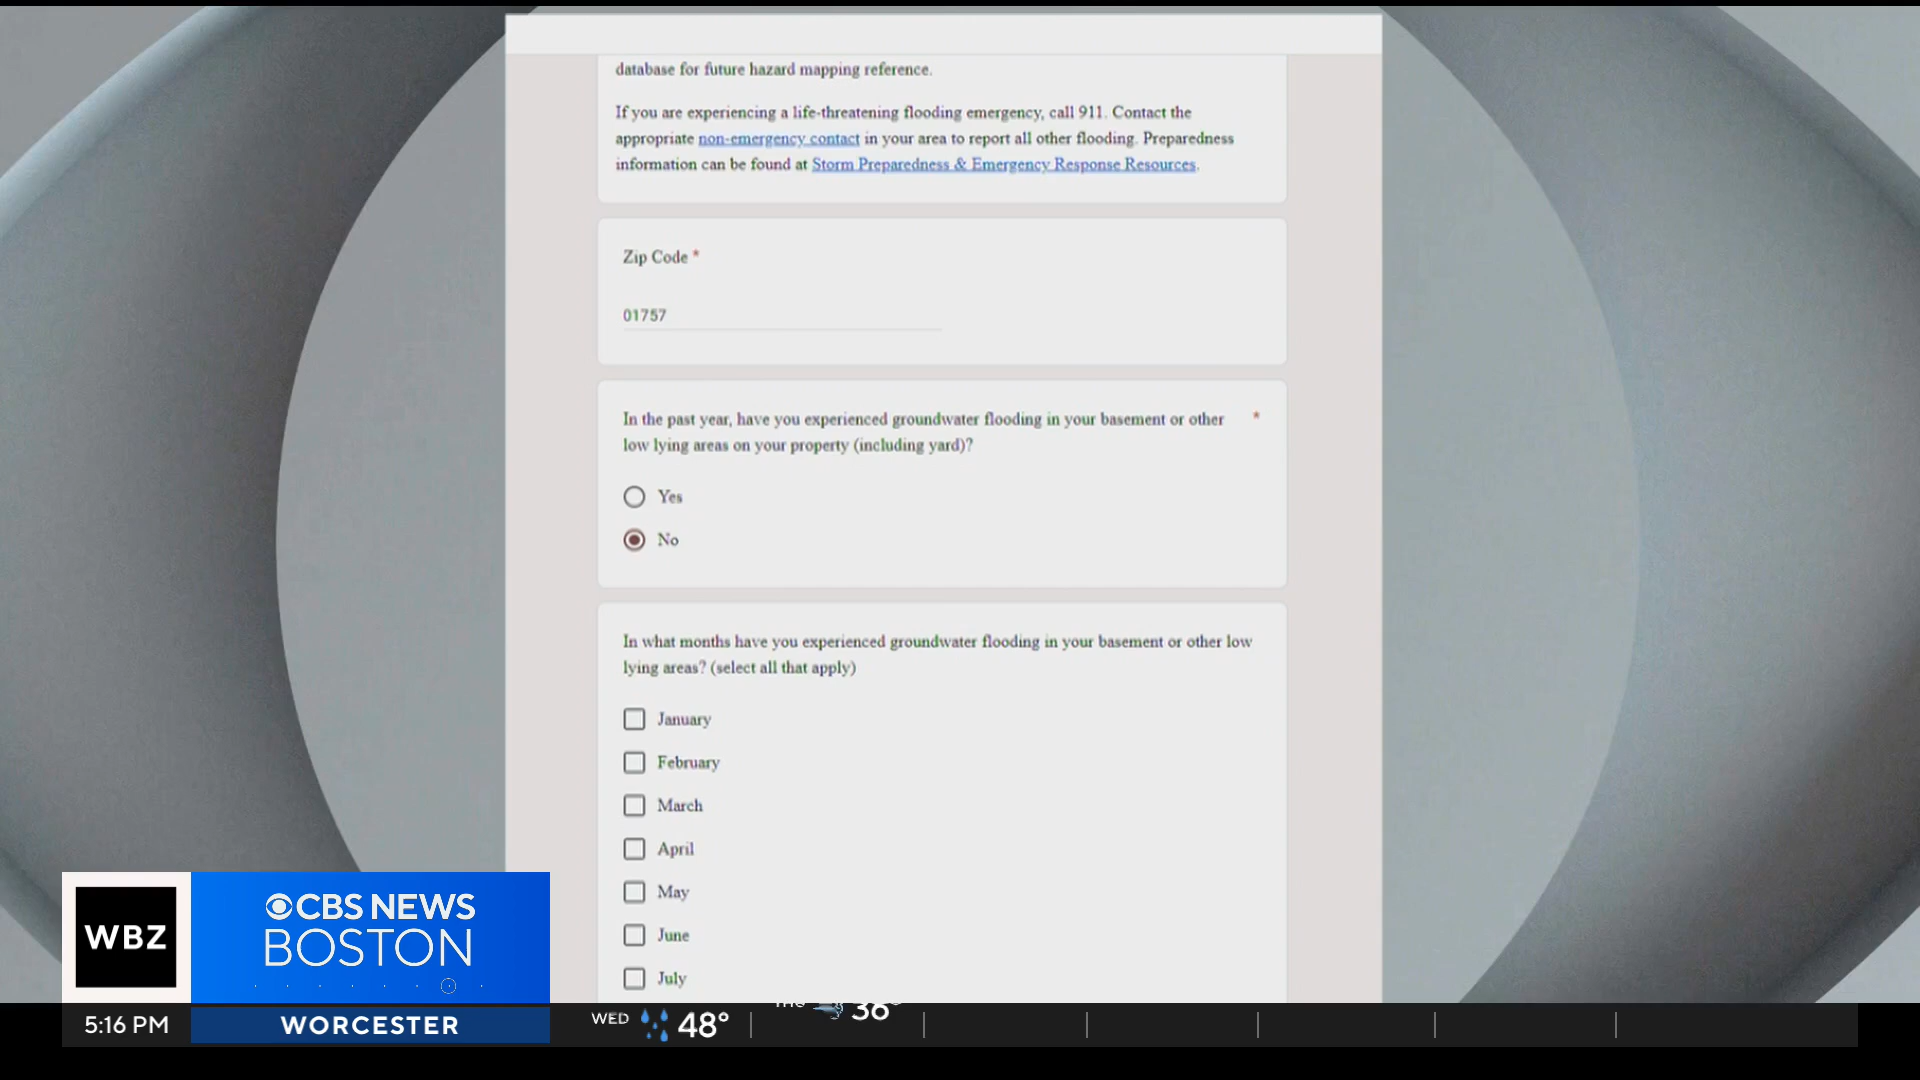 database for future hazard mapping reference.
If you are experiencing a life-threatening flooding emergency, call 911. Contact the
appropriate non-emergency contact in your area to report all other flooding. Preparedness
information can be found at Storm Preparedness & Emergency Response Resources.
Zip Code *
01757
In the past year, have you experienced groundwater flooding in your basement or other *
low lying areas on your property (including yard)?
Yes
No
In what months have you experienced groundwater flooding in your basement or other low
lying areas? (select all that apply)
January
February
March
April
May
June
July
WBZ
CBS NEWS
BOSTON
5:16 PM
WORCESTER
WED 48°